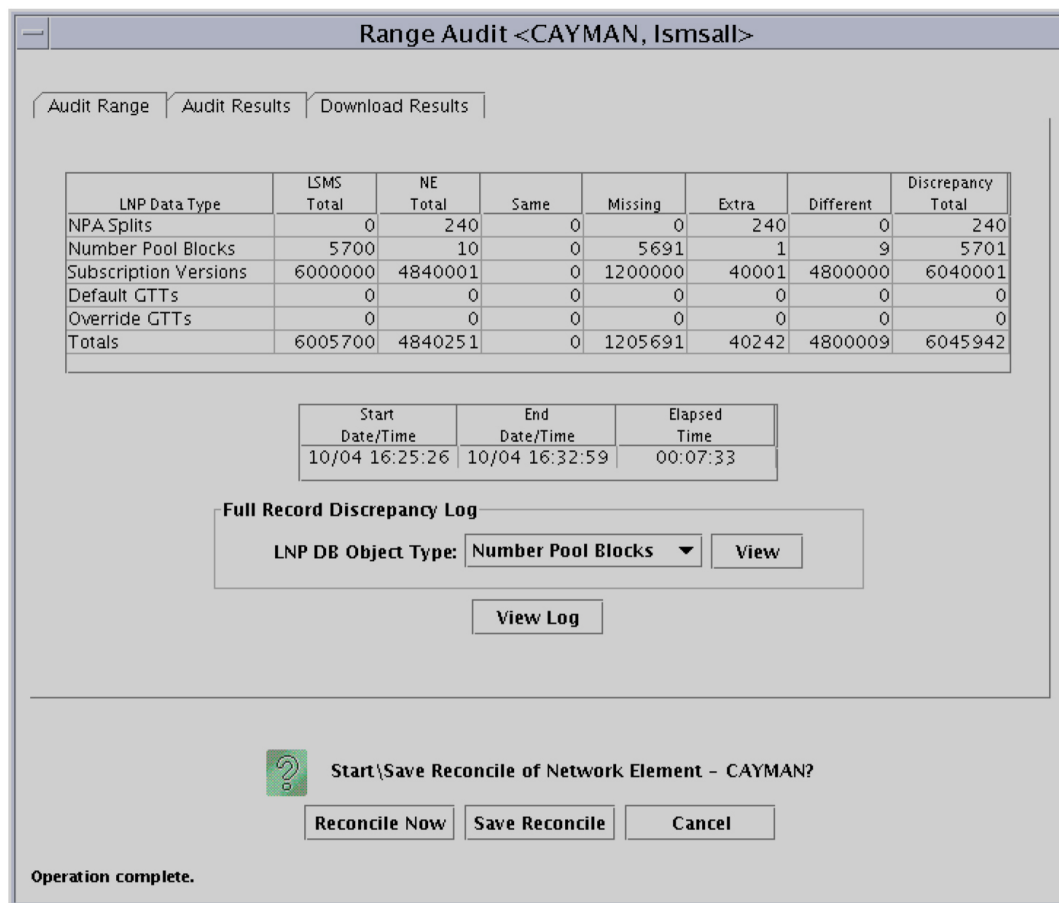 Range Audit <CAYMAN, lsmsall>
Audit Range Audit Results Download Results
LSMS NE Discrepancy
LNP Data Type Total Total Same Missing Extra Different Total
NPA Splits 0 240 0 0 240 0 240
Number Pool Blocks 5700 10 0 5691 1 9 5701
Subscription Versions 6000000 4840001 0 1200000 40001 4800000 6040001
Default GTTs 0 0 0 0 0 0 0
Override GTTs 0 0 0 0 0 0 0
Totals 6005700 4840251 0 1205691 40242 4800009 6045942
Start End Elapsed
Date/Time Date/Time Time
10/04 16:25:26 10/04 16:32:59 00:07:33
Full Record Discrepancy Log
LNP DB Object Type: Number Pool Blocks View
View Log
Start\Save Reconcile of Network Element - CAYMAN?
Reconcile Now Save Reconcile Cancel
Operation complete.